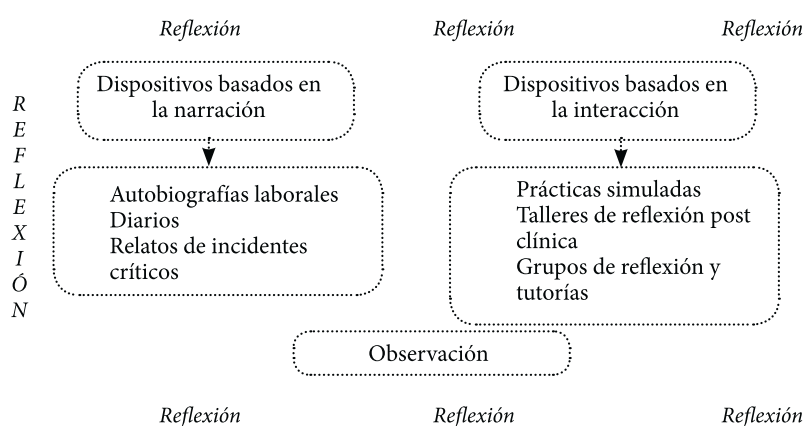 Reflexión Reflexión Reflexión
REFLEXIÓN
Dispositivos basados en
la narración
Dispositivos basados en
la interacción
Autobiografías laborales
Diarios
Relatos de incidentes
críticos
Prácticas simuladas
Talleres de reflexión post
clínica
Grupos de reflexión y
tutorías
Observación
Reflexión Reflexión Reflexión